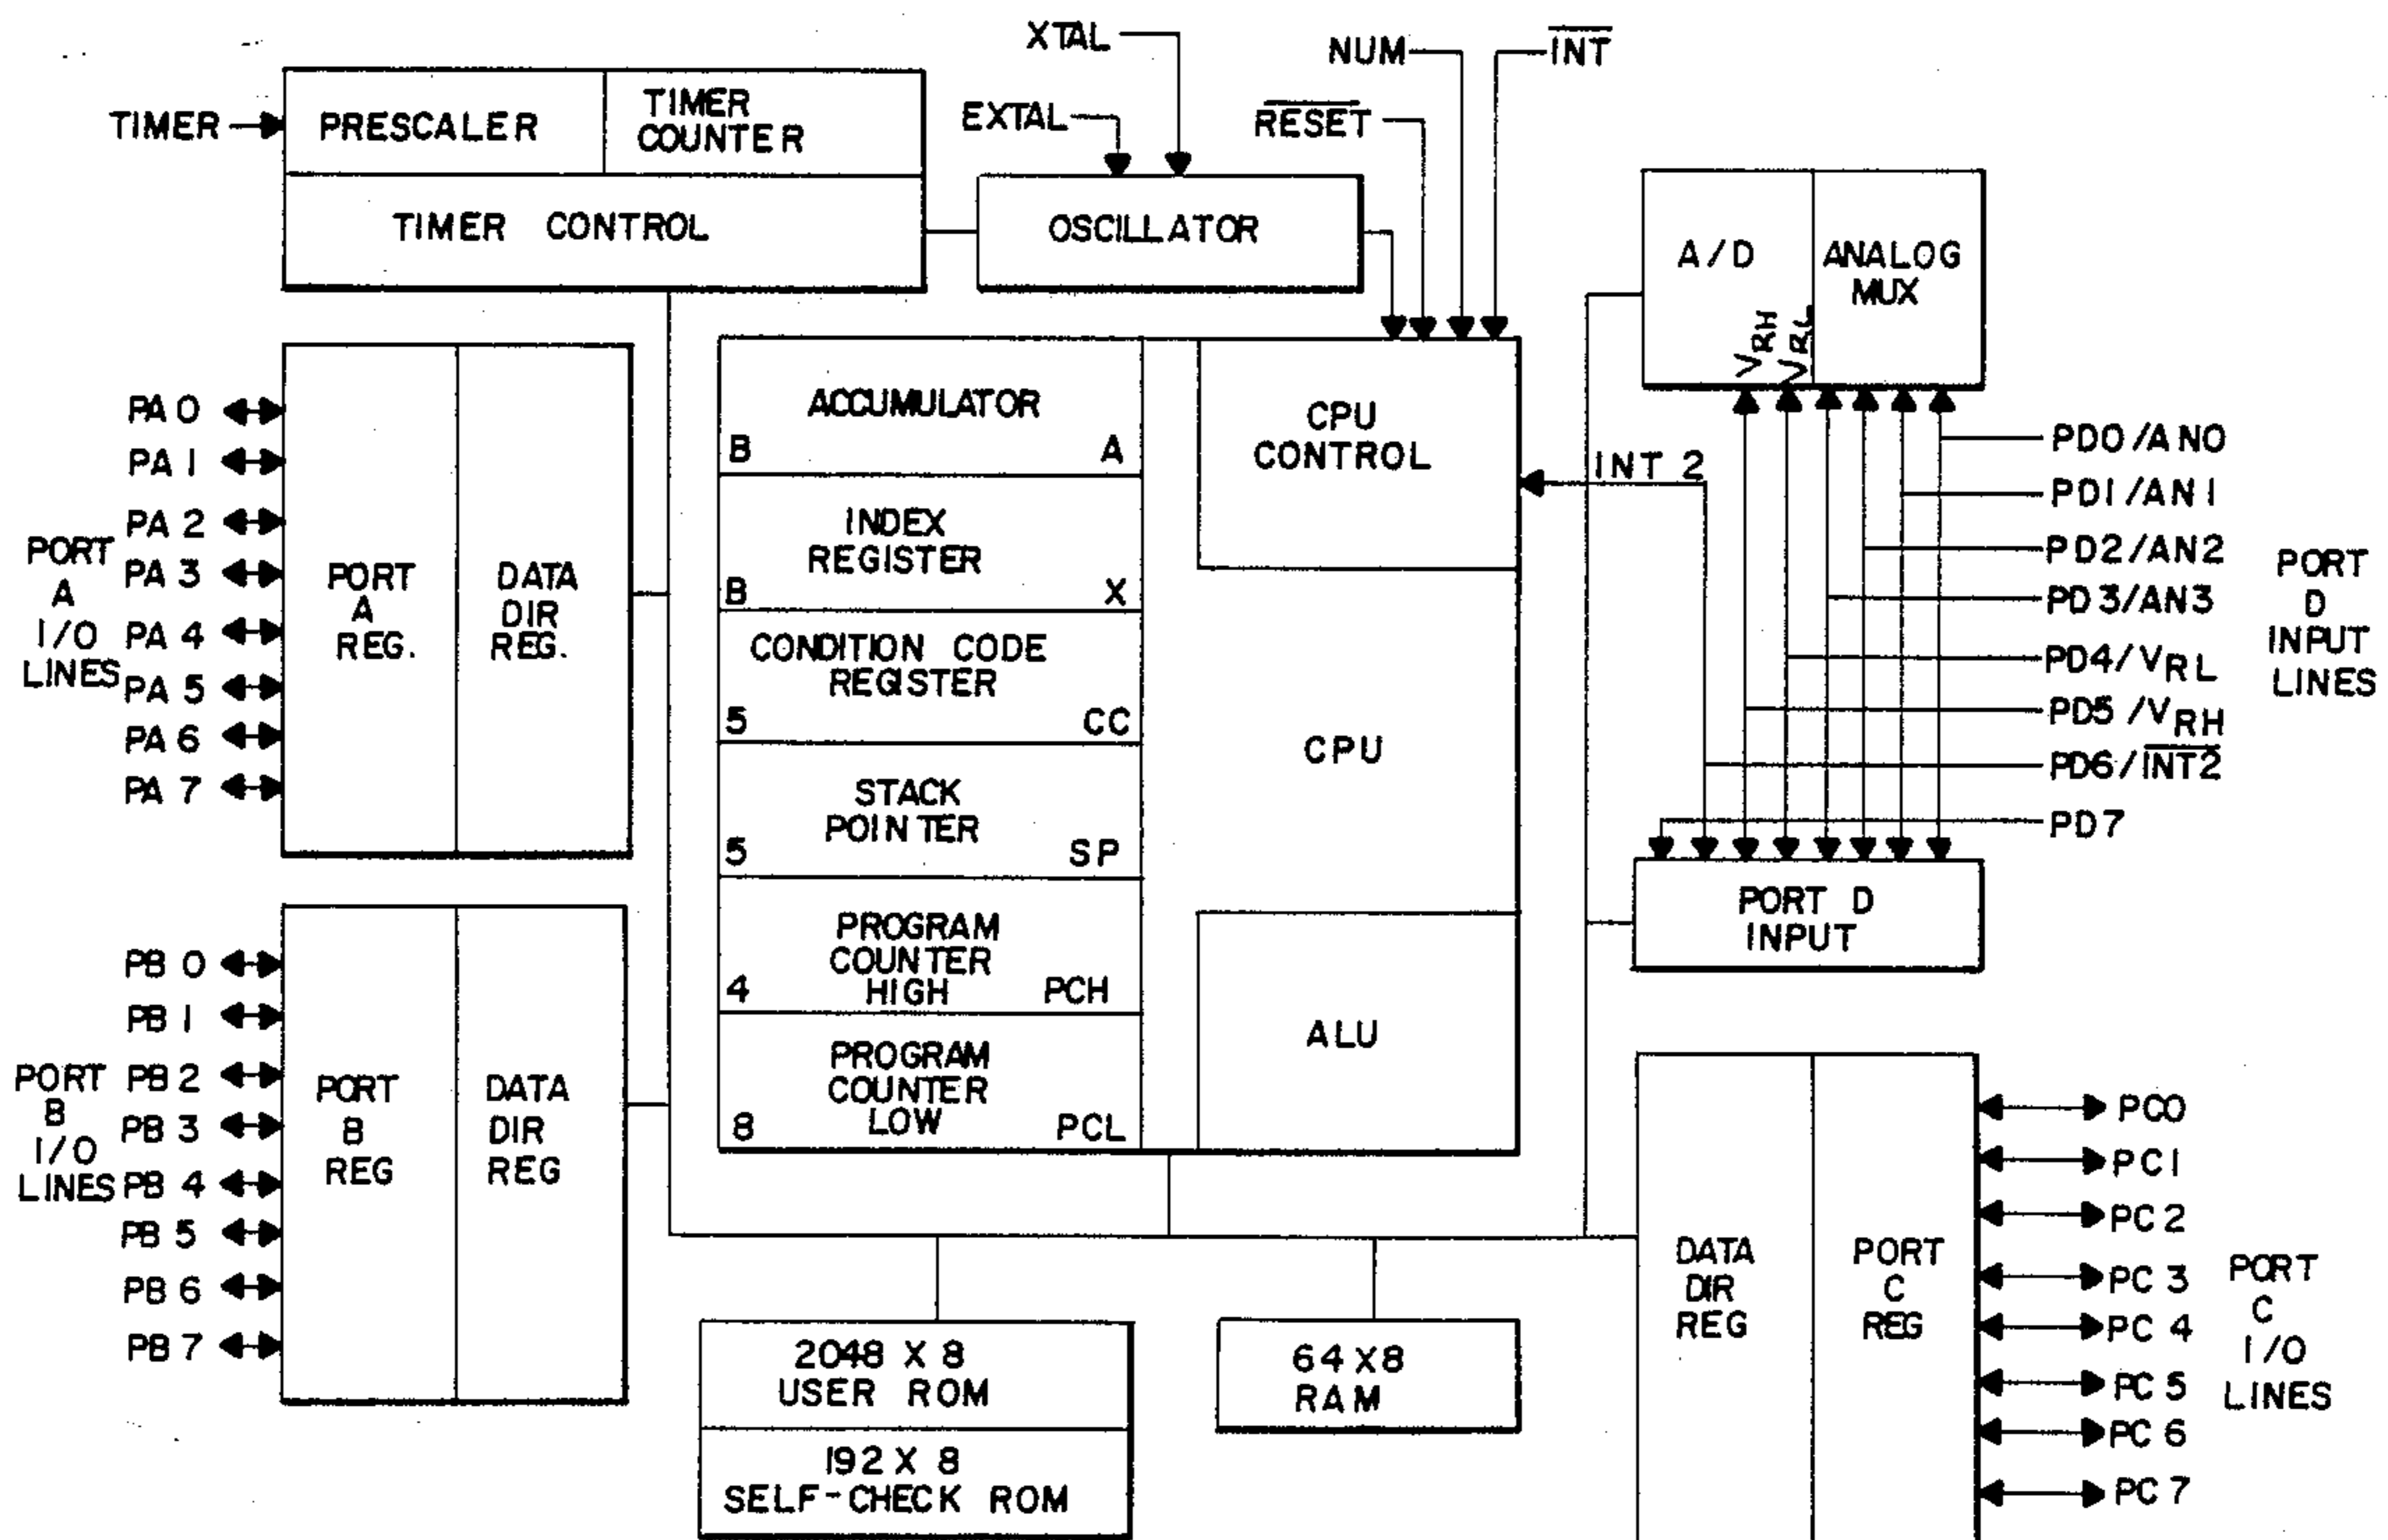 XTAL
NUM
INT
TIMER
PRESCALER
TIMER
COUNTER
EXTAL
RESET
TIMER CONTROL
OSCILLATOR
A/D
ANALOG
MUX
VRH
VRL
PORT
A
I/O
LINES
PA 0
PA 1
PA 2
PA 3
PA 4
PA 5
PA 6
PA 7
PORT
A
REG.
DATA
DIR
REG.
ACCUMULATOR
B A
INDEX
REGISTER
B X
CONDITION CODE
REGISTER
5 CC
STACK
POINTER
5 SP
PROGRAM
COUNTER
HIGH
4 PCH
PROGRAM
COUNTER
LOW
8 PCL
CPU
CONTROL
CPU
ALU
INT 2
PD0/AN0
PD1/AN1
PD2/AN2
PD3/AN3
PD4/VRL
PD5/VRH
PD6/INT2
PD7
PORT
D
INPUT
LINES
PORT D
INPUT
PORT
B
I/O
LINES
PB 0
PB 1
PB 2
PB 3
PB 4
PB 5
PB 6
PB 7
PORT
B
REG
DATA
DIR
REG
2048 X 8
USER ROM
192 X 8
SELF-CHECK ROM
64 X8
RAM
DATA
DIR
REG
PORT
C
REG
PC0
PC1
PC 2
PC 3
PC 4
PC 5
PC 6
PC 7
PORT
C
I/O
LINES